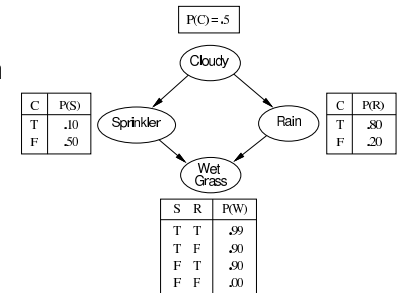 P(C) = .5
Cloudy
C P(S)
T .10
F .50
Sprinkler
Rain
C P(R)
T .80
F .20
Wet
Grass
S R P(W)
T T .99
T F .90
F T .90
F F .00